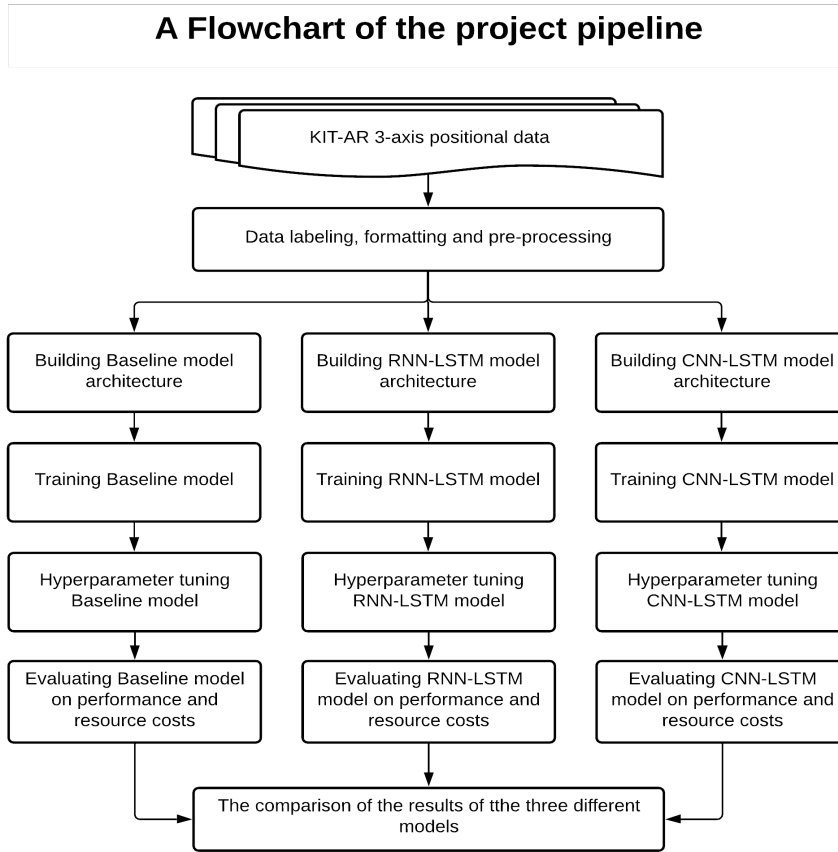 A Flowchart of the project pipeline
KIT-AR 3-axis positional data
Data labeling, formatting and pre-processing
Building Baseline model
architecture
Building RNN-LSTM model
architecture
Building CNN-LSTM model
architecture
Training Baseline model
Training RNN-LSTM model
Training CNN-LSTM model
Hyperparameter tuning
Baseline model
Hyperparameter tuning
RNN-LSTM model
Hyperparameter tuning
CNN-LSTM model
Evaluating Baseline model
on performance and
resource costs
Evaluating RNN-LSTM
model on performance and
resource costs
Evaluating CNN-LSTM
model on performance and
resource costs
The comparison of the results of tthe three different
models